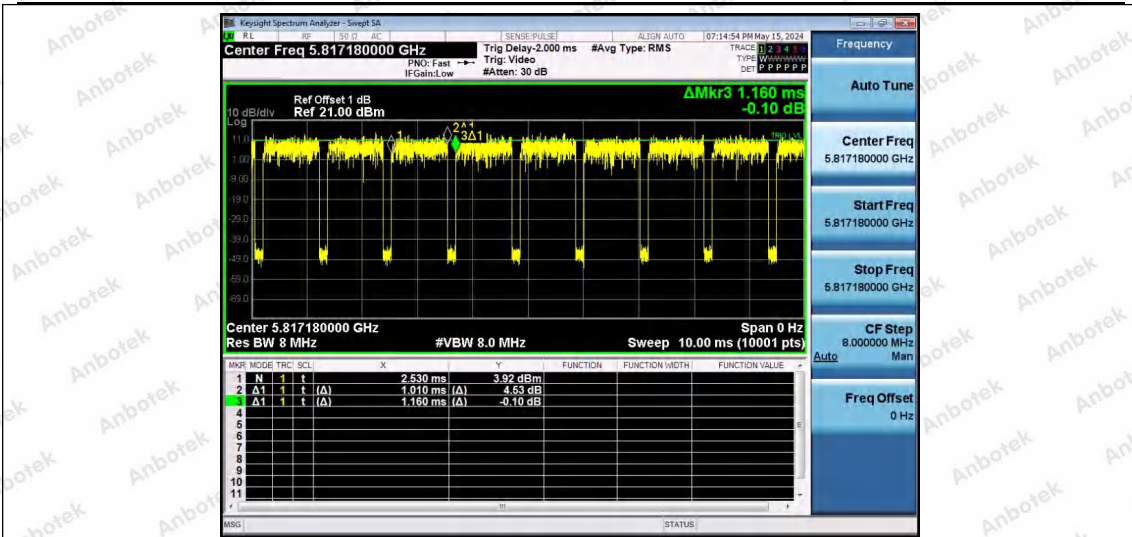 Keysight Spectrum Analyzer - Swept SA
RL RF 50 Ω AC SENSE:PULSE ALIGN AUTO 07:14:54 PM May 15, 2024
Center Freq 5.817180000 GHz
PNO: Fast
IFGain:Low
Trig Delay-2.000 ms
Trig: Video
#Atten: 30 dB
#Avg Type: RMS
TRACE 1 2 3 4 5 6
TYPE WWWWWW
DET P P P P P P
ΔMkr3 1.160 ms
-0.10 dB
Ref Offset 1 dB
10 dB/div Ref 21.00 dBm
Log
11.0
1.00
-9.00
-19.0
-29.0
-39.0
-49.0
-59.0
-69.0
1
2Δ1
3Δ1
TRIG LVL
Center 5.817180000 GHz Span 0 Hz
Res BW 8 MHz #VBW 8.0 MHz Sweep 10.00 ms (10001 pts)
MKR MODE TRC SCL X Y FUNCTION FUNCTION WIDTH FUNCTION VALUE
1 N 1 t 2.530 ms 3.92 dBm
2 Δ1 1 t (Δ) 1.010 ms (Δ) 4.53 dB
3 Δ1 1 t (Δ) 1.160 ms (Δ) -0.10 dB
4
5
6
7
8
9
10
11
MSG STATUS
Frequency
Auto Tune
Center Freq
5.817180000 GHz
Start Freq
5.817180000 GHz
Stop Freq
5.817180000 GHz
CF Step
8.000000 MHz
Auto Man
Freq Offset
0 Hz
Anbotek